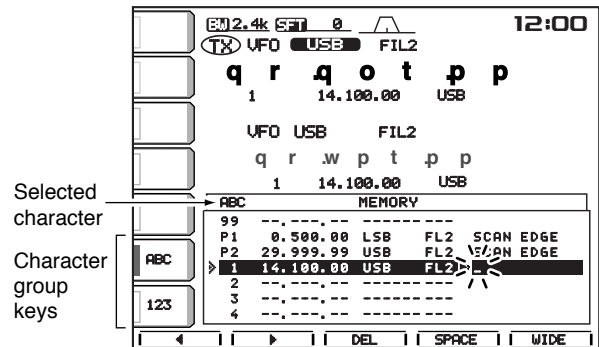 BW 2.4k SFT 0 12:00
TX VFO USB FIL2
q r .q o t .p p
1 14.100.00 USB
VFO USB FIL2
q r .w p t .p p
1 14.100.00 USB
Selected character
ABC MEMORY
99 --.---.-- ------- ---
P1 0.500.00 LSB FL2 SCAN EDGE
P2 29.999.99 USB FL2 SCAN EDGE
1 14.100.00 USB FL2 _
2 --.---.-- ------- ---
3 --.---.-- ------- ---
4 --.---.-- ------- ---
Character group keys
ABC
123
DEL SPACE WIDE